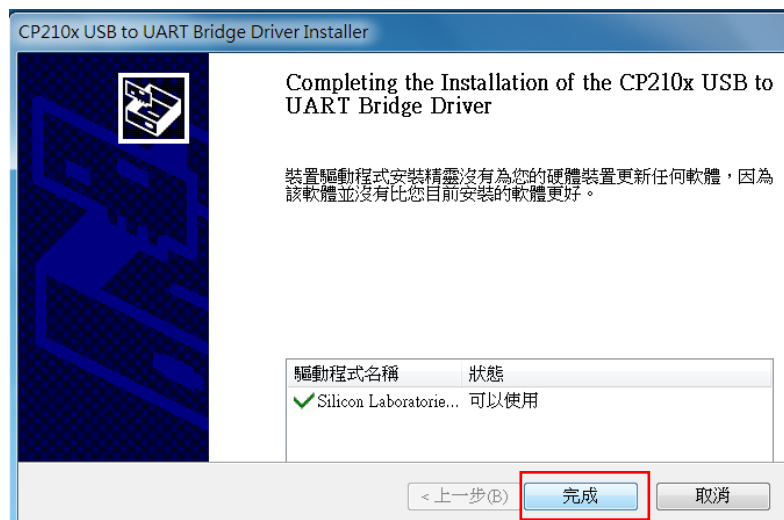 CP210x USB to UART Bridge Driver Installer
Completing the Installation of the CP210x USB to
UART Bridge Driver
裝置驅動程式安裝精靈沒有為您的硬體裝置更新任何軟體，因為
該軟體並沒有比您目前安裝的軟體更好。
驅動程式名稱 狀態
Silicon Laboratorie... 可以使用
<上一步(B) 完成 取消